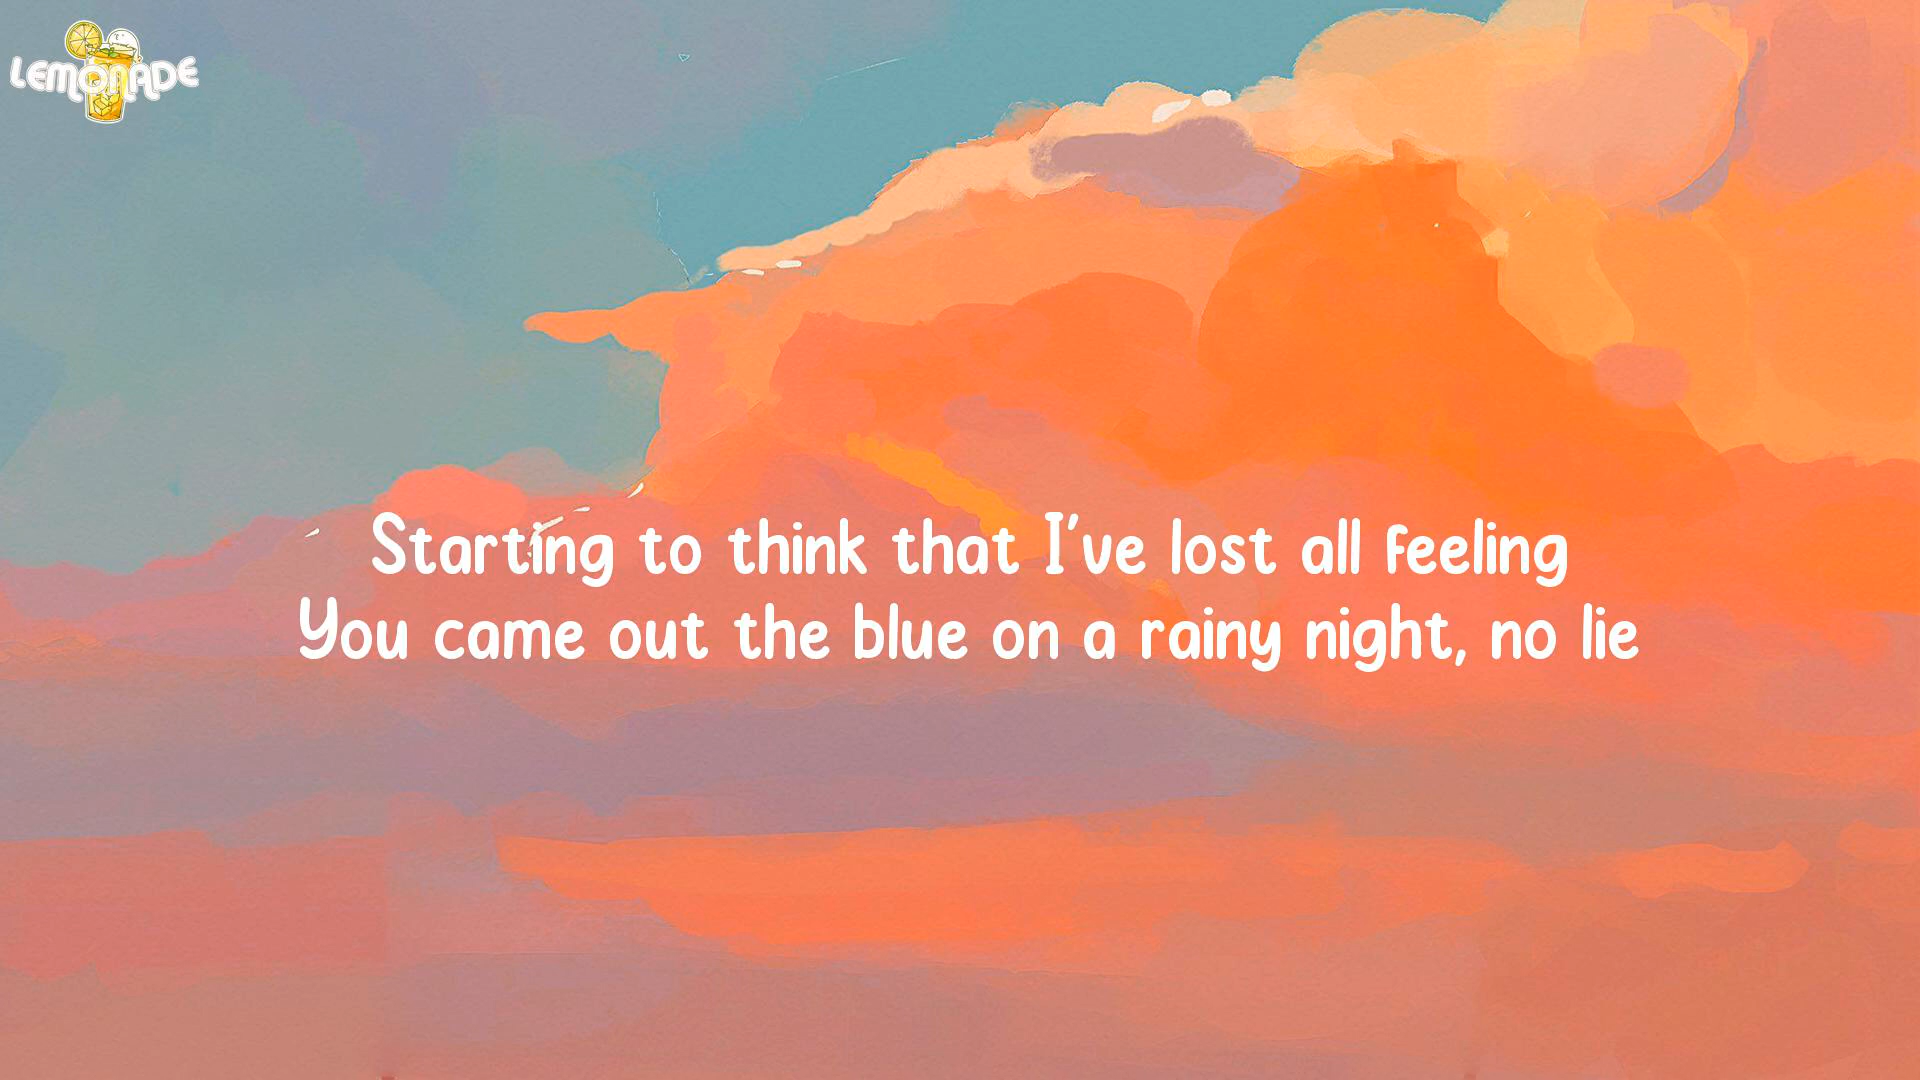 LEMONADE
Starting to think that I've lost all feeling
You came out the blue on a rainy night, no lie